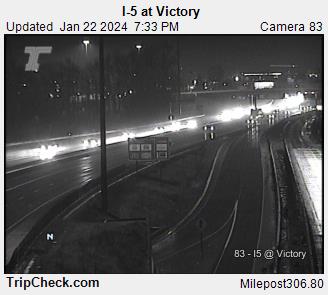 I-5 at Victory
Updated Jan 22 2024 7:33 PM Camera 83
T
N
83 - I5 @ Victory
TripCheck.com Milepost306.80